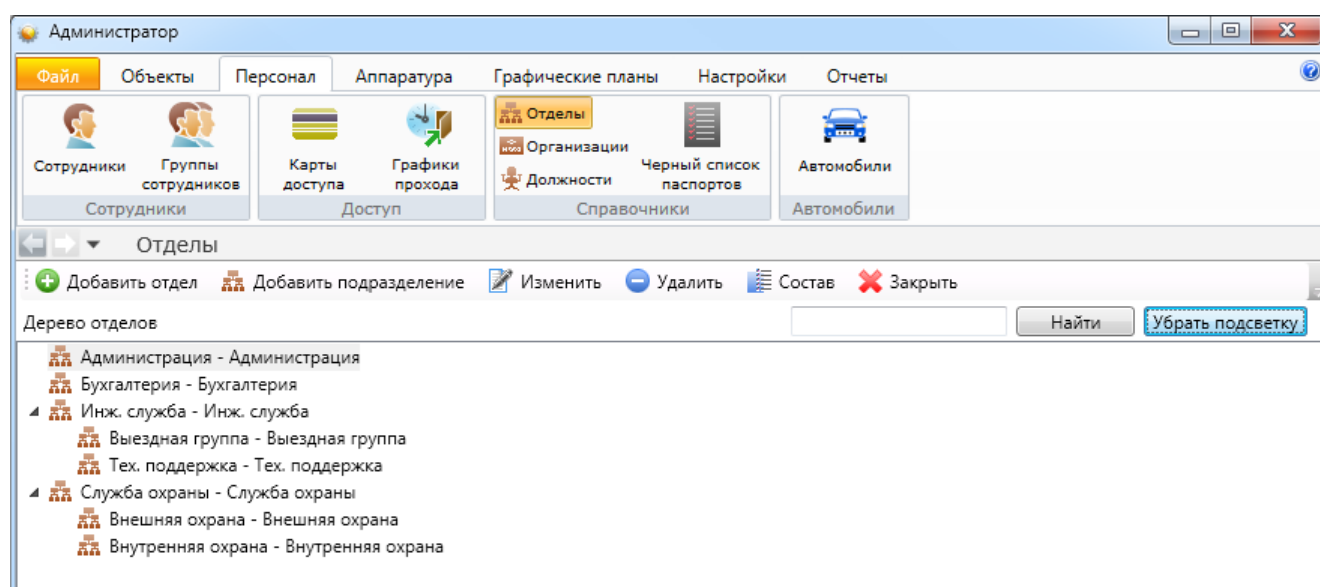 Администратор
Файл Объекты Персонал Аппаратура Графические планы Настройки Отчеты
Сотрудники
Группы
сотрудников
Карты
доступа
Графики
прохода
Отделы
Организации
Должности
Черный список
паспортов
Автомобили
Сотрудники Доступ Справочники Автомобили
Отделы
Добавить отдел Добавить подразделение Изменить Удалить Состав Закрыть
Дерево отделов Найти Убрать подсветку
Администрация - Администрация
Бухгалтерия - Бухгалтерия
Инж. служба - Инж. служба
Выездная группа - Выездная группа
Тех. поддержка - Тех. поддержка
Служба охраны - Служба охраны
Внешняя охрана - Внешняя охрана
Внутренняя охрана - Внутренняя охрана